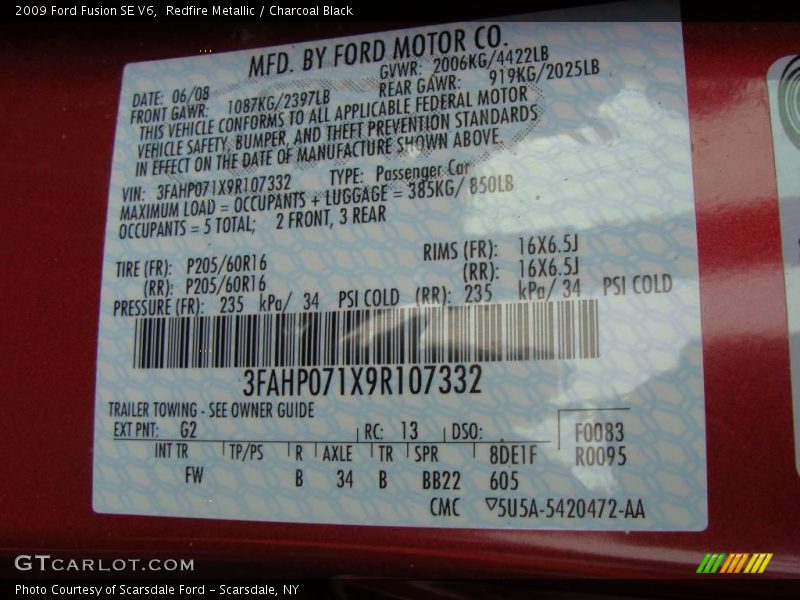 2009 Ford Fusion SE V6,  Redfire Metallic / Charcoal Black
MFD. BY FORD MOTOR CO.
DATE: 06/08 GVWR: 2006KG/4422LB
FRONT GAWR: 1087KG/2397LB REAR GAWR: 919KG/2025LB
THIS VEHICLE CONFORMS TO ALL APPLICABLE FEDERAL MOTOR
VEHICLE SAFETY, BUMPER, AND THEFT PREVENTION STANDARDS
IN EFFECT ON THE DATE OF MANUFACTURE SHOWN ABOVE.
VIN: 3FAHP071X9R107332 TYPE: Passenger Car
MAXIMUM LOAD = OCCUPANTS + LUGGAGE = 385KG/ 850LB
OCCUPANTS = 5 TOTAL; 2 FRONT, 3 REAR
TIRE (FR): P205/60R16 RIMS (FR): 16X6.5J
(RR): P205/60R16 (RR): 16X6.5J
PRESSURE (FR): 235 kPa/ 34 PSI COLD (RR): 235 kPa/ 34 PSI COLD
3FAHP071X9R107332
TRAILER TOWING - SEE OWNER GUIDE
EXT PNT: G2 RC: 13 DSO: F0083
INT TR TP/PS R AXLE TR SPR 8DE1F R0095
FW B 34 B BB22 605
CMC ▽5U5A-5420472-AA
GTCARLOT.COM
Photo Courtesy of Scarsdale Ford - Scarsdale, NY